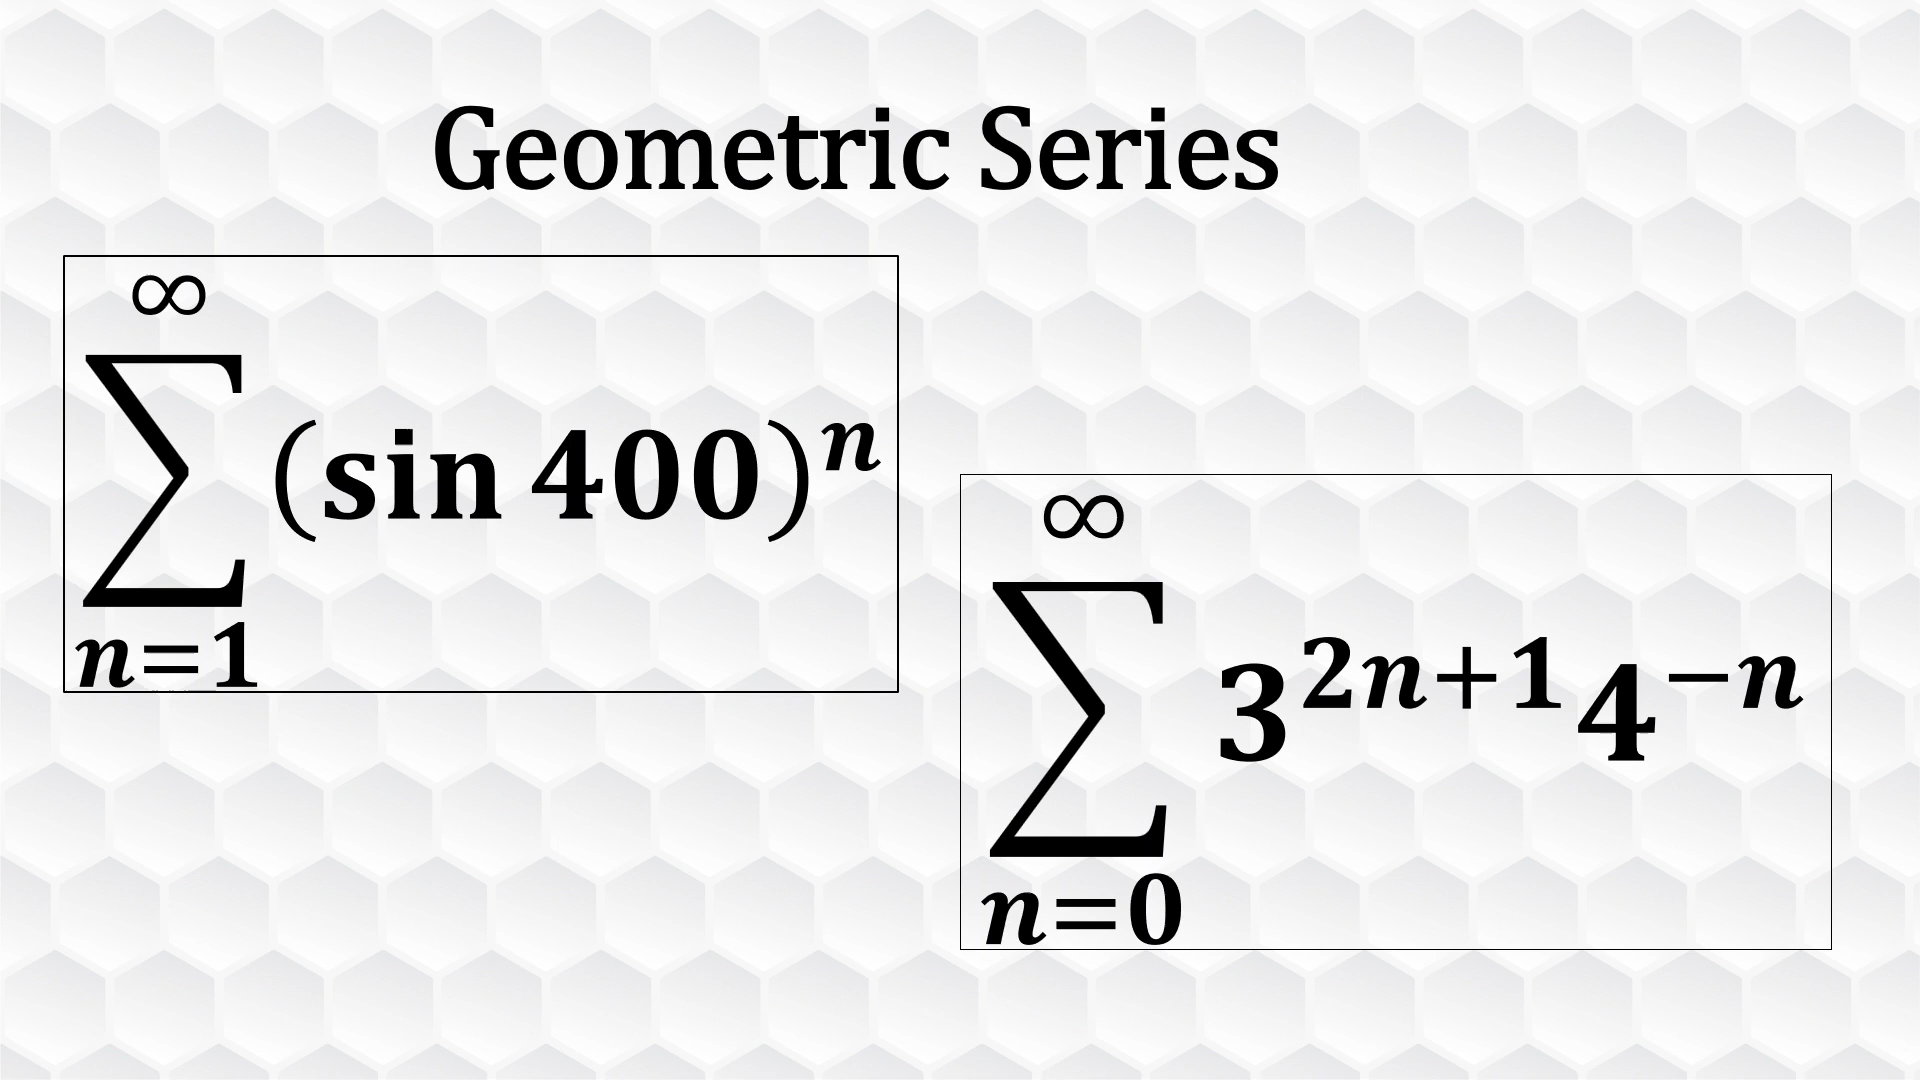 Geometric Series
∞
∑ (sin 400)ⁿ
n=1
∞
∑ 3²ⁿ⁺¹4⁻ⁿ
n=0